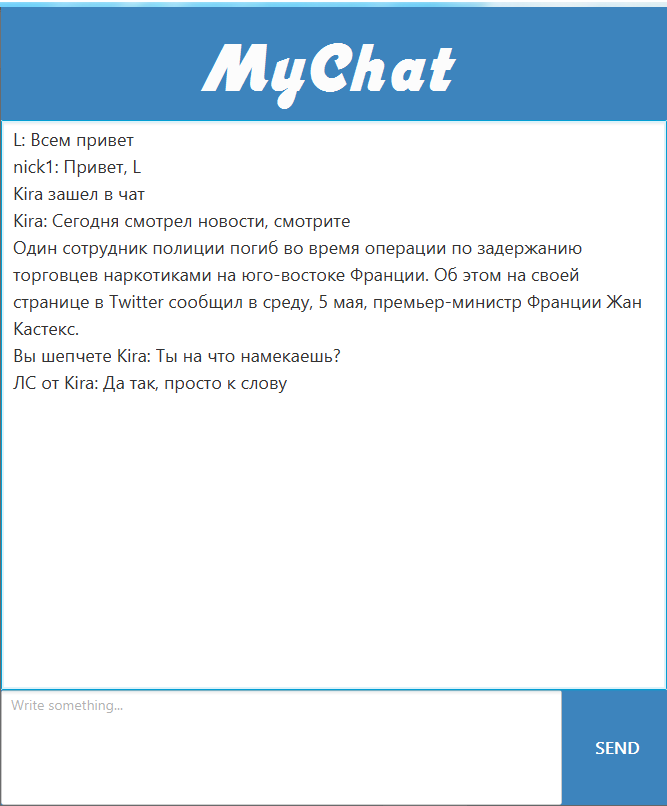 MyChat
L: Всем привет
nick1: Привет, L
Kira зашел в чат
Kira: Сегодня смотрел новости, смотрите
Один сотрудник полиции погиб во время операции по задержанию
торговцев наркотиками на юго-востоке Франции. Об этом на своей
странице в Twitter сообщил в среду, 5 мая, премьер-министр Франции Жан
Кастекс.
Вы шепчете Kira: Ты на что намекаешь?
ЛС от Kira: Да так, просто к слову
Write something...
SEND